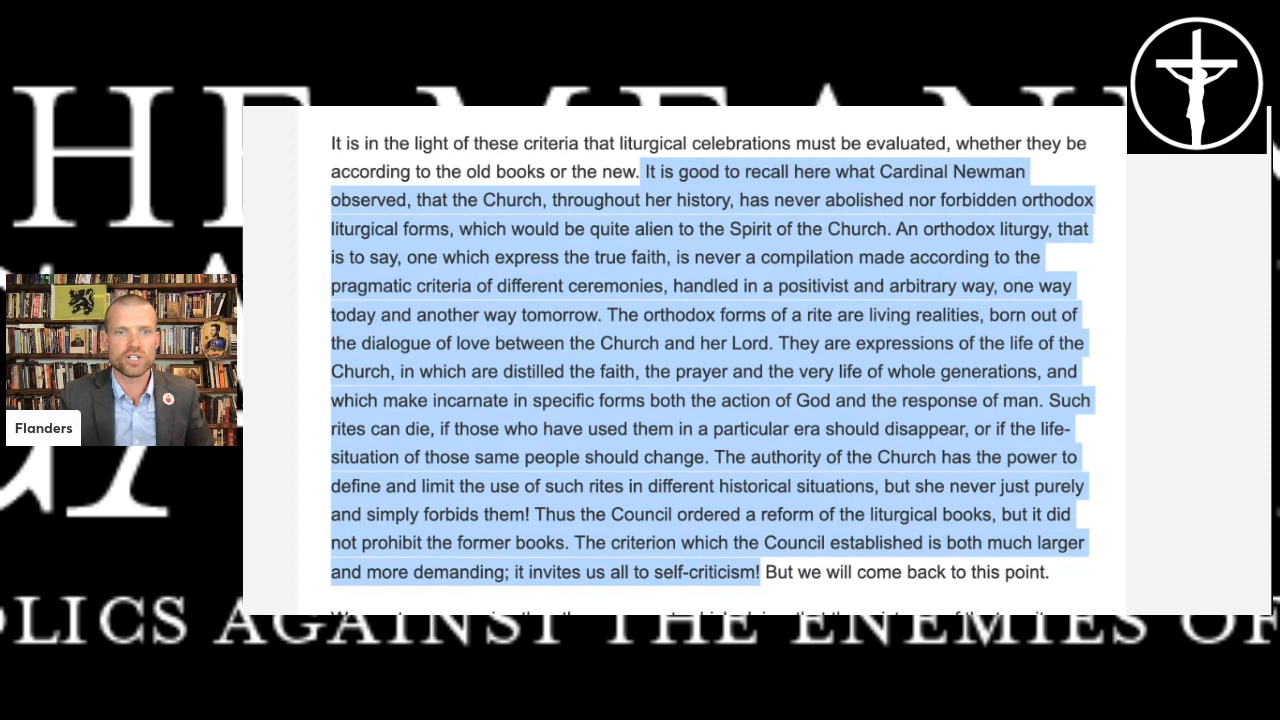 HE MEAN
It is in the light of these criteria that liturgical celebrations must be evaluated, whether they be
according to the old books or the new. It is good to recall here what Cardinal Newman
observed, that the Church, throughout her history, has never abolished nor forbidden orthodox
liturgical forms, which would be quite alien to the Spirit of the Church. An orthodox liturgy, that
is to say, one which express the true faith, is never a compilation made according to the
pragmatic criteria of different ceremonies, handled in a positivist and arbitrary way, one way
today and another way tomorrow. The orthodox forms of a rite are living realities, born out of
the dialogue of love between the Church and her Lord. They are expressions of the life of the
Church, in which are distilled the faith, the prayer and the very life of whole generations, and
which make incarnate in specific forms both the action of God and the response of man. Such
rites can die, if those who have used them in a particular era should disappear, or if the life-
situation of those same people should change. The authority of the Church has the power to
define and limit the use of such rites in different historical situations, but she never just purely
and simply forbids them! Thus the Council ordered a reform of the liturgical books, but it did
not prohibit the former books. The criterion which the Council established is both much larger
and more demanding; it invites us all to self-criticism! But we will come back to this point.
Flanders
OLICS AGAINST THE ENEMIES OF